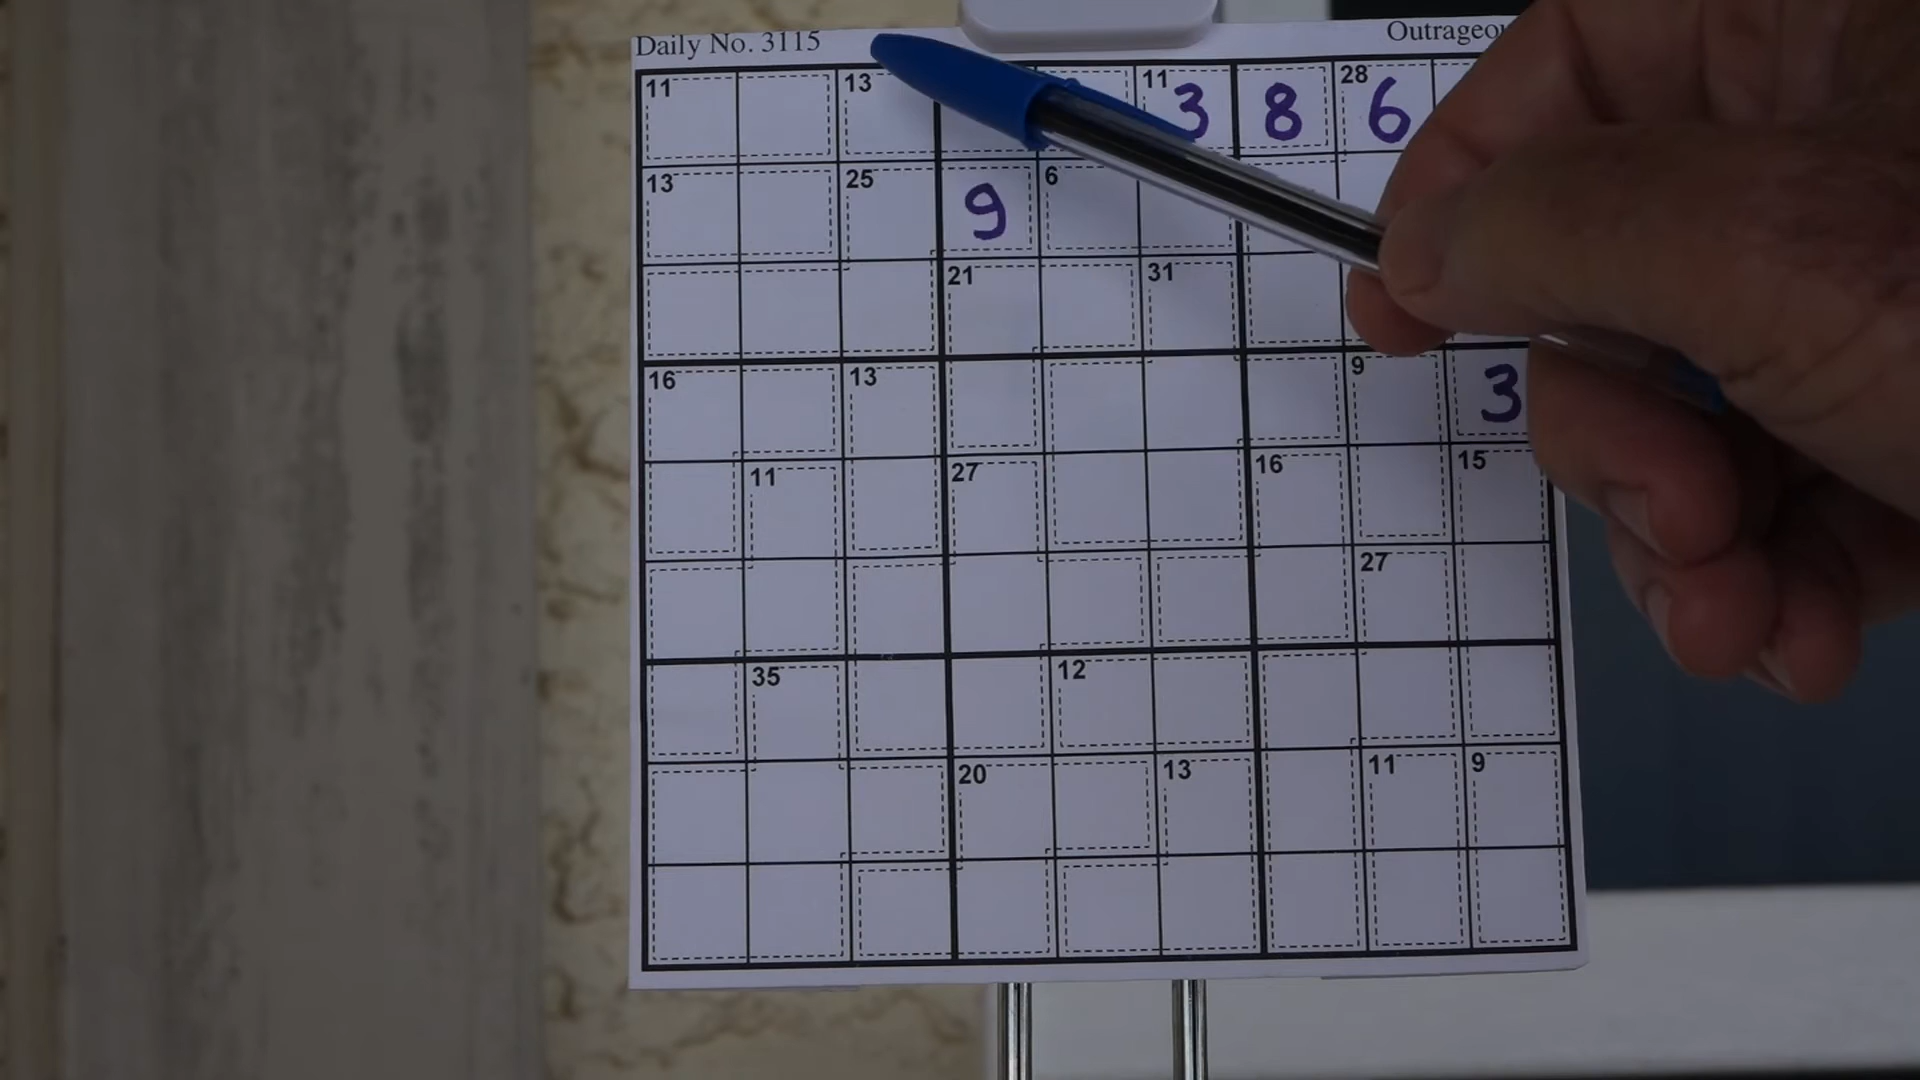 Daily No. 3115 Outrageou
11 13 11 3 8 28 6
13 25 9 6
21 31
16 13 9 3
11 27 16 15
27
35 12
20 13 11 9